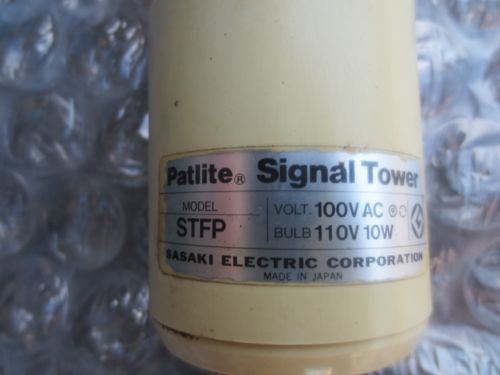 Patlite® Signal Tower
MODEL
STFP
VOLT. 100V AC
BULB 110V 10W
SASAKI ELECTRIC CORPORATION
MADE IN JAPAN